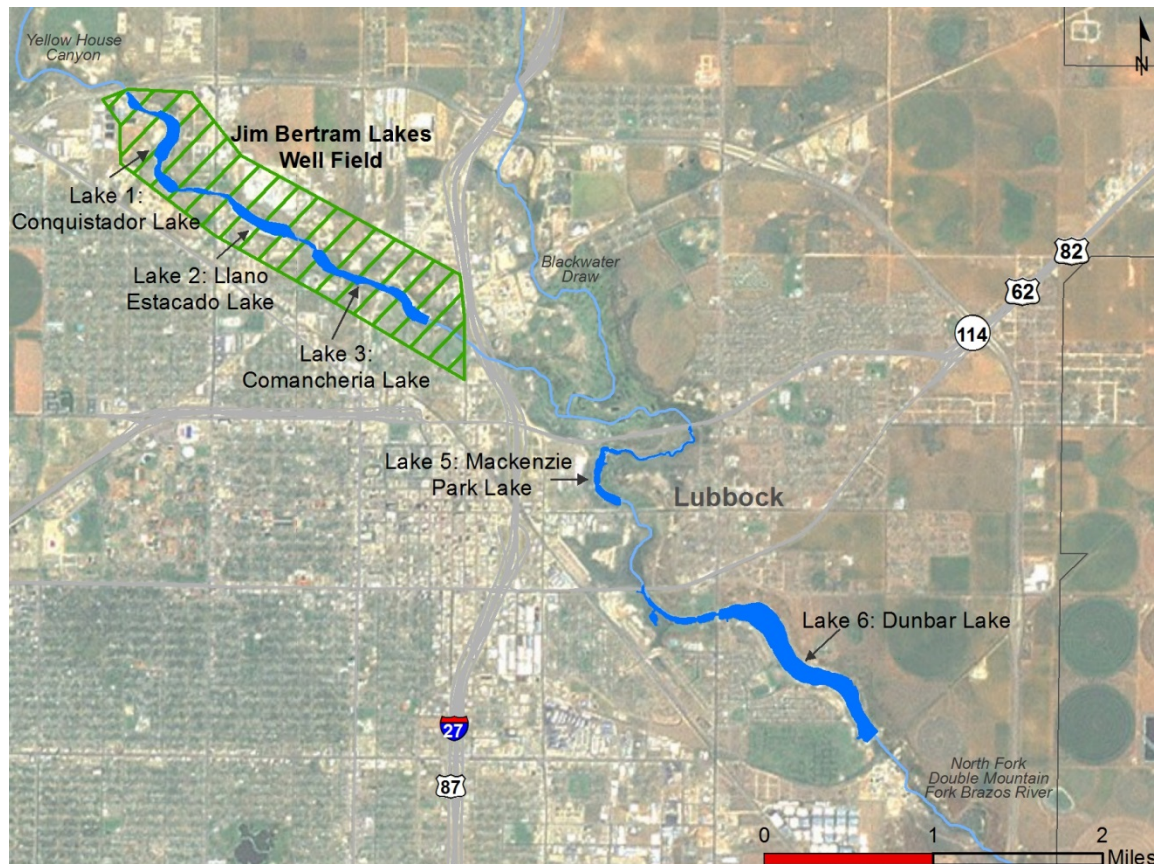 Yellow House
Canyon
N
Jim Bertram Lakes
Well Field
Lake 1:
Conquistador Lake
Lake 2: Llano
Estacado Lake
Lake 3:
Comancheria Lake
Blackwater
Draw
82
62
114
Lake 5: Mackenzie
Park Lake
Lubbock
Lake 6: Dunbar Lake
27
87
North Fork
Double Mountain
Fork Brazos River
0 1 2
Miles